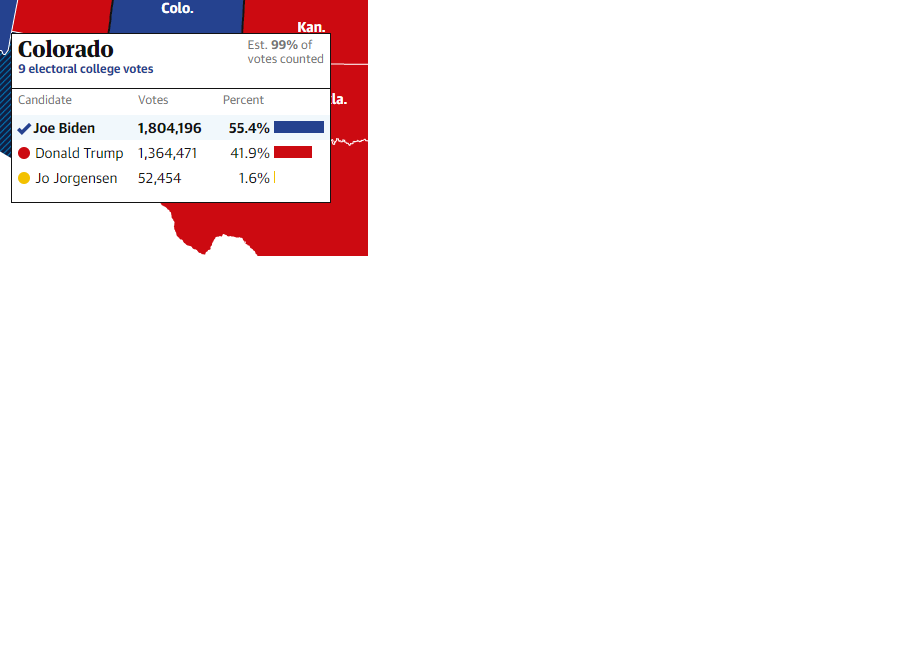 Colo.
Kan.
Colorado
Est. 99% of
votes counted
9 electoral college votes
la.
Candidate Votes Percent
Joe Biden 1,804,196 55.4%
Donald Trump 1,364,471 41.9%
Jo Jorgensen 52,454 1.6%